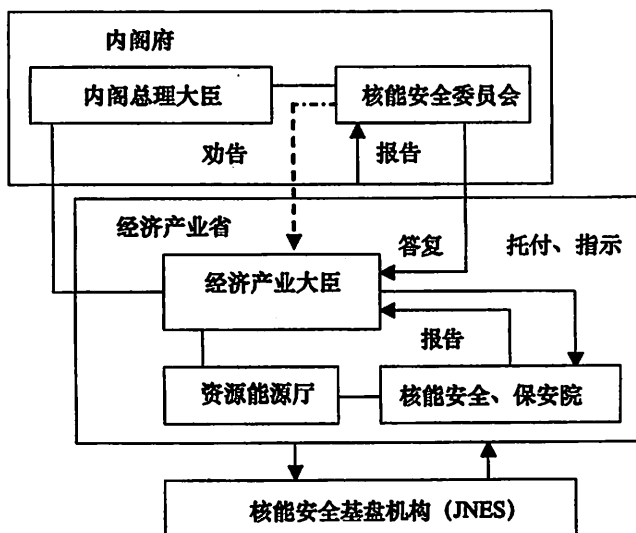 内阁府
内阁总理大臣
核能安全委员会
劝告
报告
经济产业省
答复
托付、指示
经济产业大臣
报告
资源能源厅
核能安全、保安院
核能安全基盘机构（JNES）